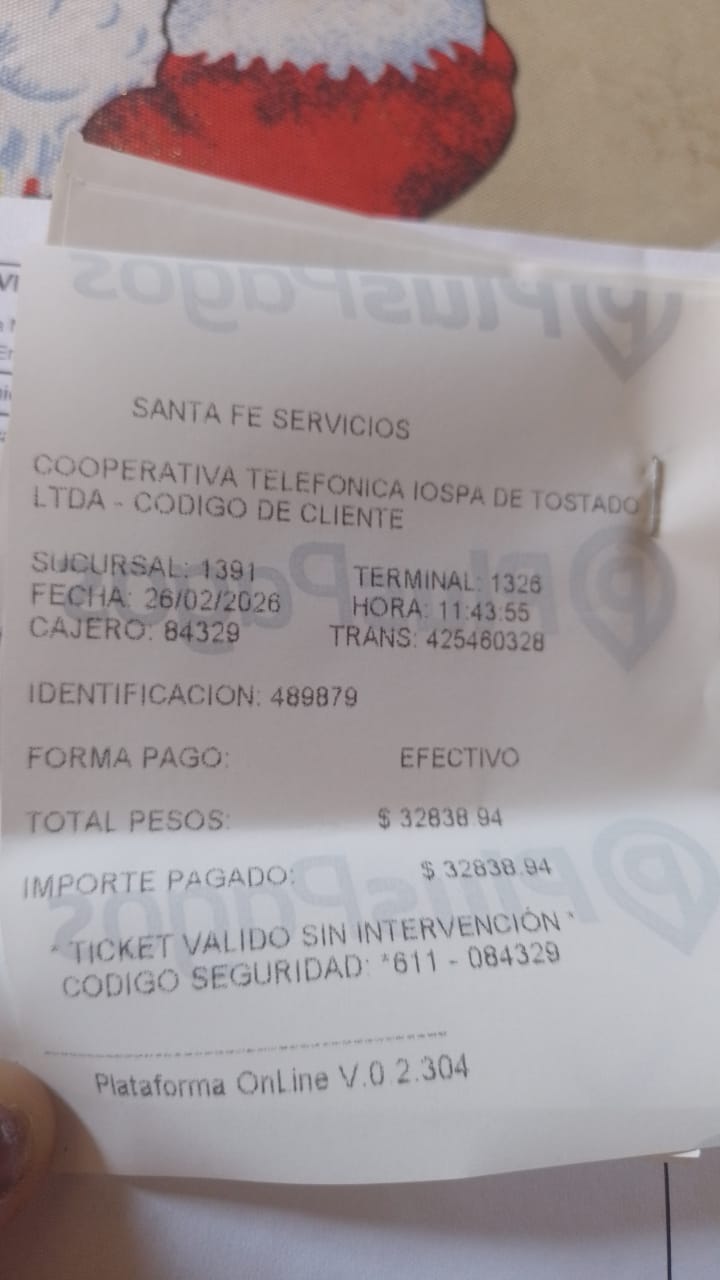 PlusPagos
SANTA FE SERVICIOS
COOPERATIVA TELEFONICA IOSPA DE TOSTADO
LTDA - CODIGO DE CLIENTE
SUCURSAL: 1391 TERMINAL: 1326
FECHA: 26/02/2026 HORA: 11:43:55
CAJERO: 84329 TRANS: 425460328
IDENTIFICACION: 489879
FORMA PAGO: EFECTIVO
TOTAL PESOS: $ 32838.94
IMPORTE PAGADO: $ 32838.94
* TICKET VALIDO SIN INTERVENCIÓN *
CODIGO SEGURIDAD: *611 - 084329
Plataforma OnLine V.0.2.304